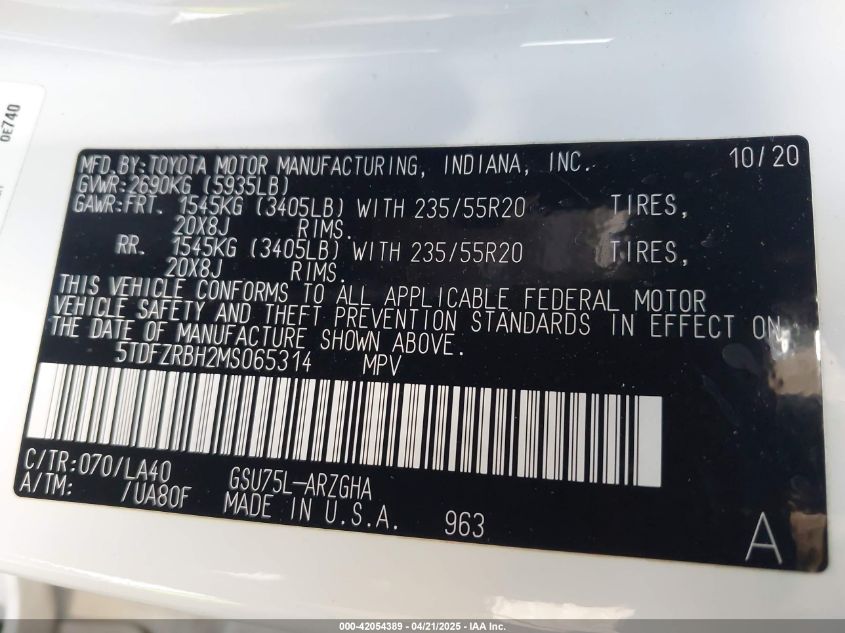 0E740
MFD.BY:TOYOTA MOTOR MANUFACTURING, INDIANA, INC. 10/20
GVWR:2690KG (5935LB)
GAWR:FRT. 1545KG (3405LB) WITH 235/55R20 TIRES,
20X8J RIMS.
RR. 1545KG (3405LB) WITH 235/55R20 TIRES,
20X8J RIMS.
THIS VEHICLE CONFORMS TO ALL APPLICABLE FEDERAL MOTOR
VEHICLE SAFETY AND THEFT PREVENTION STANDARDS IN EFFECT ON
THE DATE OF MANUFACTURE SHOWN ABOVE.
5TDFZRBH2MS065314 MPV
C/TR:070/LA40 GSU75L-ARZGHA
A/TM: /UA80F MADE IN U.S.A. 963 A
000-42054389 - 04/21/2025 - IAA Inc.